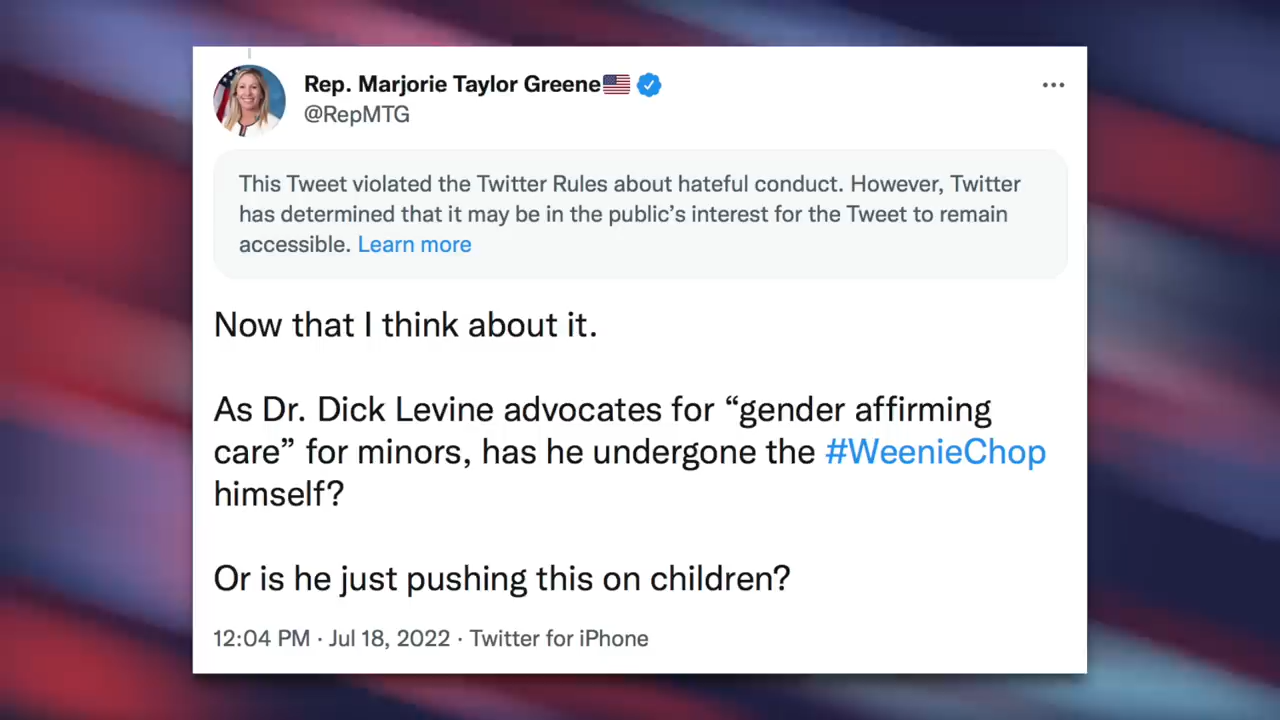 Rep. Marjorie Taylor Greene🇺🇸
@RepMTG
This Tweet violated the Twitter Rules about hateful conduct. However, Twitter
has determined that it may be in the public's interest for the Tweet to remain
accessible. Learn more
Now that I think about it.
As Dr. Dick Levine advocates for “gender affirming
care” for minors, has he undergone the #WeenieChop
himself?
Or is he just pushing this on children?
12:04 PM · Jul 18, 2022 · Twitter for iPhone